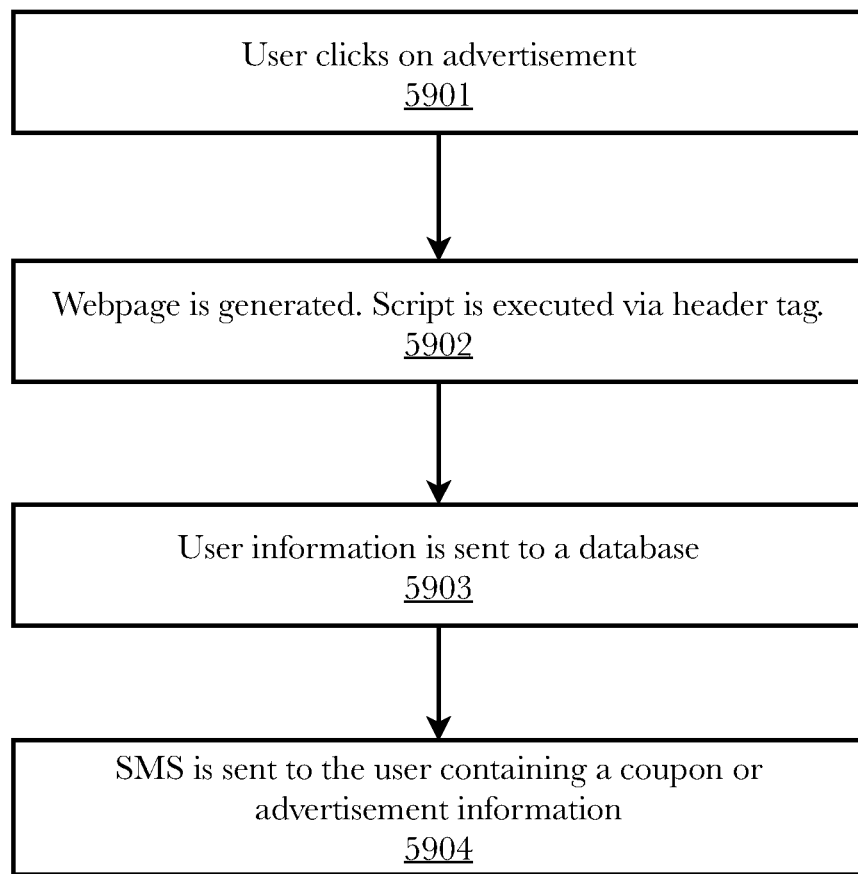 User clicks on advertisement
5901
Webpage is generated. Script is executed via header tag.
5902
User information is sent to a database
5903
SMS is sent to the user containing a coupon or
advertisement information
5904